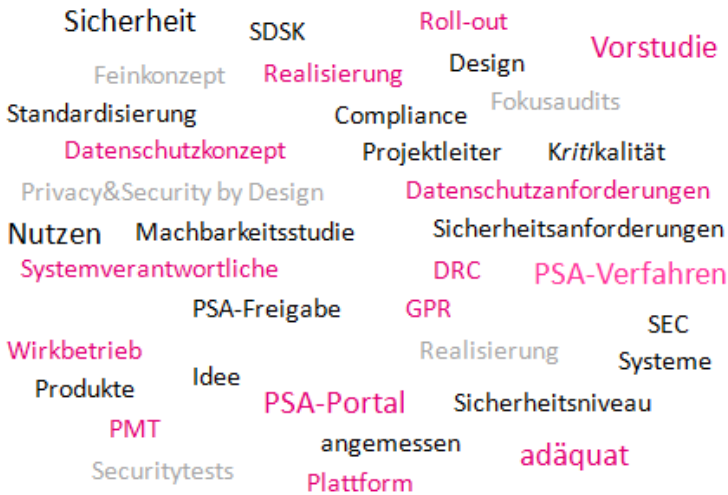 Sicherheit SDSK Roll-out
Vorstudie
Feinkonzept Realisierung Design
Standardisierung Compliance Fokusaudits
Datenschutzkonzept Projektleiter Kritikalität
Privacy&Security by Design Datenschutzanforderungen
Nutzen Machbarkeitsstudie Sicherheitsanforderungen
Systemverantwortliche DRC PSA-Verfahren
PSA-Freigabe GPR
SEC
Wirkbetrieb Realisierung
Systeme
Produkte Idee
PSA-Portal Sicherheitsniveau
PMT
angemessen adäquat
Securitytests
Plattform